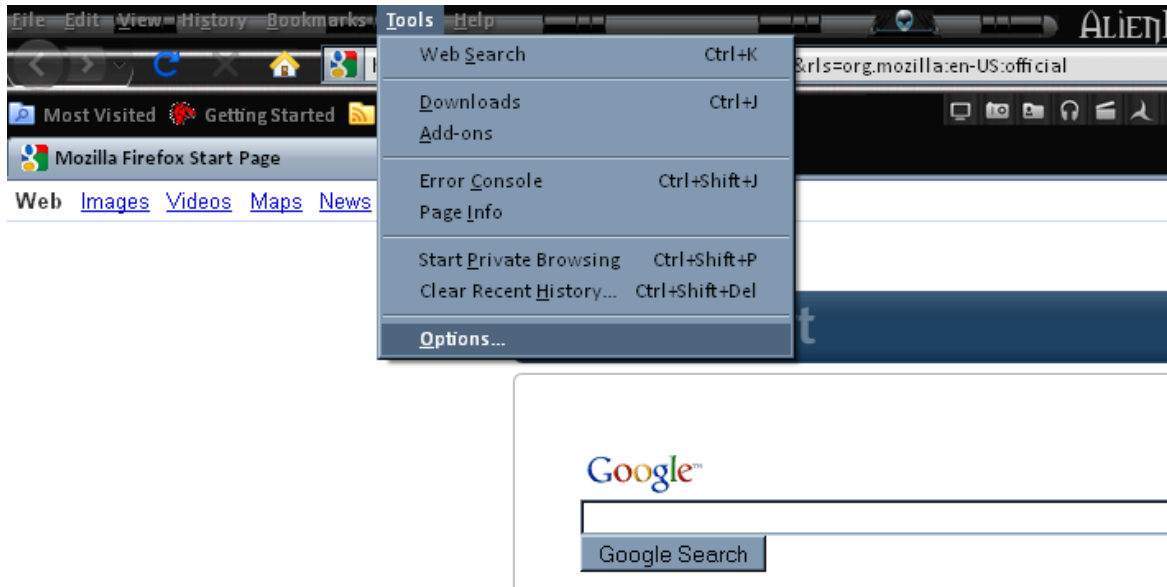 File Edit View History Bookmarks Tools Help
Web Search Ctrl+K
&rls=org.mozilla:en-US:official
Most Visited Getting Started
Downloads Ctrl+J
Add-ons
Mozilla Firefox Start Page
Error Console Ctrl+Shift+J
Web Images Videos Maps News
Page Info
Start Private Browsing Ctrl+Shift+P
Clear Recent History... Ctrl+Shift+Del
Options...
Google™
Google Search